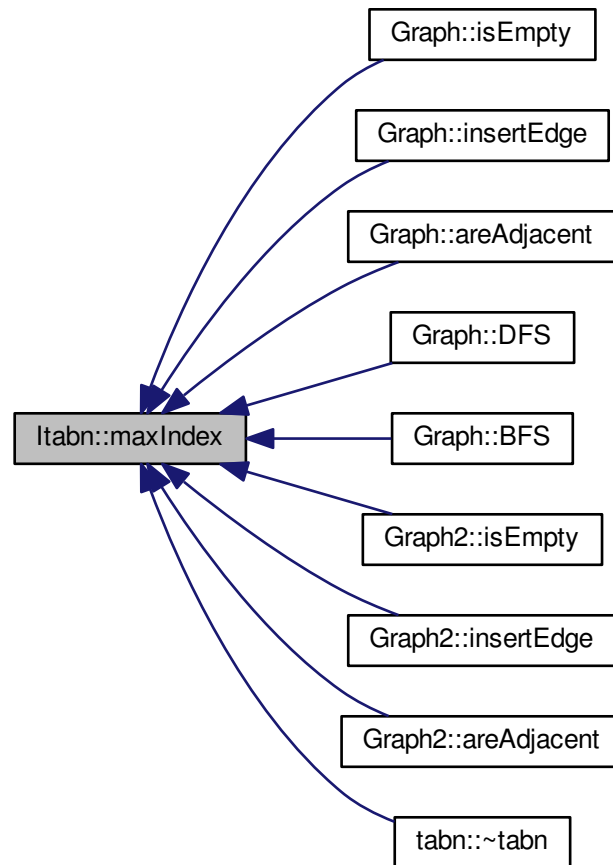 Graph::isEmpty
Graph::insertEdge
Graph::areAdjacent
Graph::DFS
Itabn::maxIndex
Graph::BFS
Graph2::isEmpty
Graph2::insertEdge
Graph2::areAdjacent
tabn::~tabn